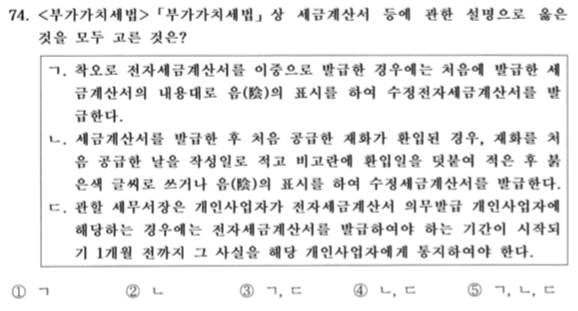 74. <부가가치세법>「부가가치세법」상 세금계산서 등에 관한 설명으로 옳은
것을 모두 고른 것은?
ㄱ. 착오로 전자세금계산서를 이중으로 발급한 경우에는 처음에 발급한 세
금계산서의 내용대로 음(陰)의 표시를 하여 수정전자세금계산서를 발
급한다.
ㄴ. 세금계산서를 발급한 후 처음 공급한 재화가 환입된 경우, 재화를 처
음 공급한 날을 작성일로 적고 비고란에 환입일을 덧붙여 적은 후 붉
은색 글씨로 쓰거나 음(陰)의 표시를 하여 수정세금계산서를 발급한다.
ㄷ. 관할 세무서장은 개인사업자가 전자세금계산서 의무발급 개인사업자에
해당하는 경우에는 전자세금계산서를 발급하여야 하는 기간이 시작되
기 1개월 전까지 그 사실을 해당 개인사업자에게 통지하여야 한다.
① ㄱ ② ㄴ ③ ㄱ, ㄷ ④ ㄴ, ㄷ ⑤ ㄱ, ㄴ, ㄷ